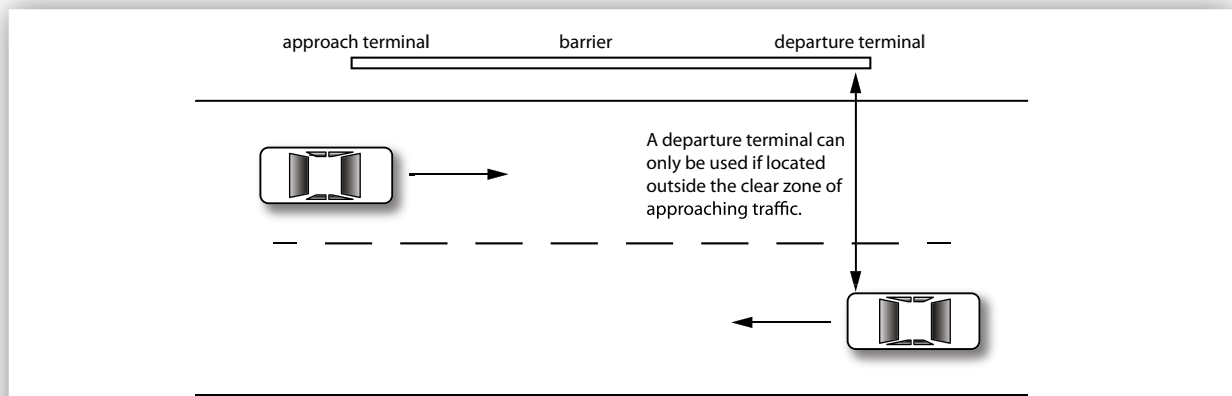 approach terminal
barrier
departure terminal
A departure terminal can
only be used if located
outside the clear zone of
approaching traffic.